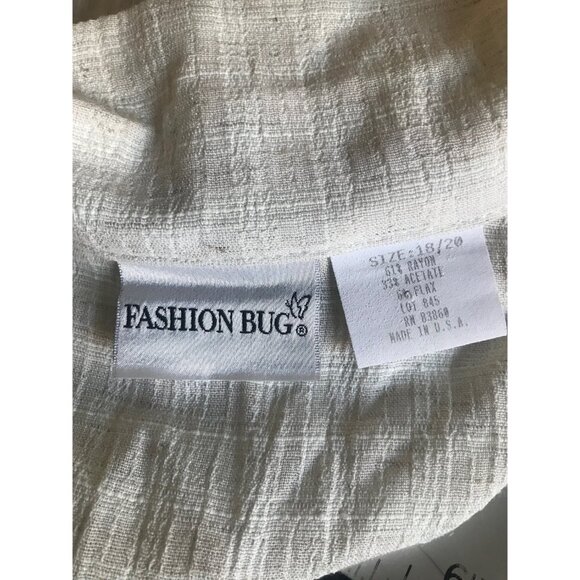 FASHION BUG®
SIZE:18/20
61% RAYON
33% ACETATE
6% FLAX
LOT 845
RN 83860
MADE IN U.S.A.